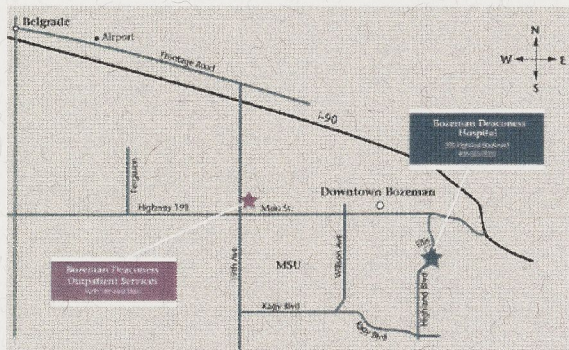 Belgrade
Airport
Frontage Road
N
W
E
S
I-90
Bozeman Deaconess
Hospital
Ferguson
Downtown Bozeman
Highway 191
Main St.
19th Ave
MSU
Willson Ave
Highland Blvd
Bozeman Deaconess
Outpatient Services
Kagy Blvd
Kagy Blvd